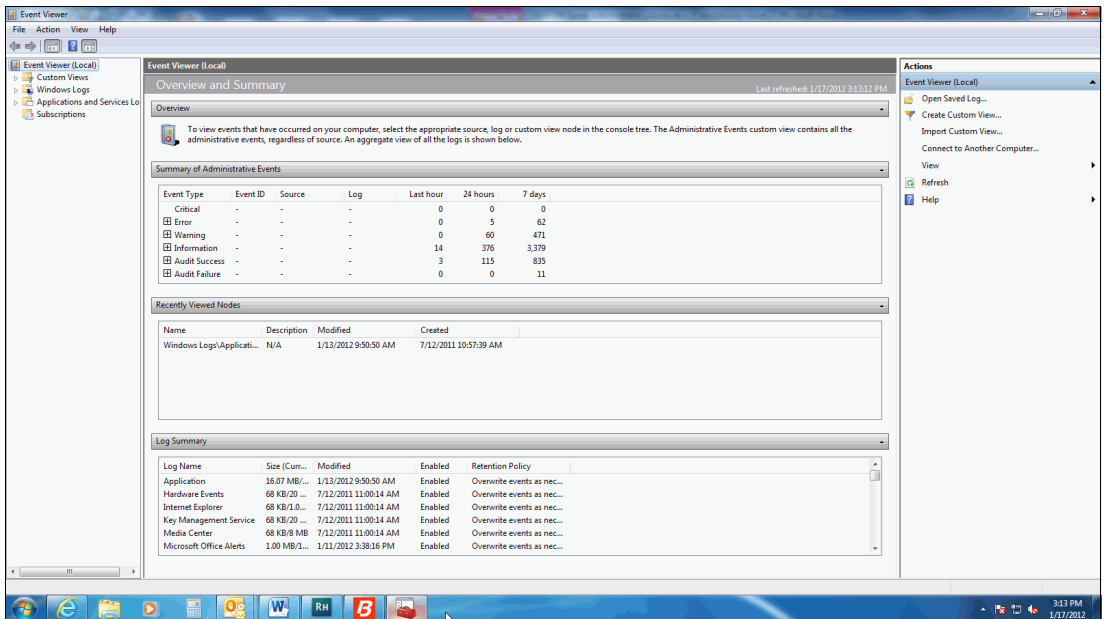 Event Viewer
File Action View Help
Event Viewer (Local)
Custom Views
Windows Logs
Applications and Services Lo
Subscriptions
Event Viewer (Local)
Overview and Summary Last refreshed: 1/17/2012 3:13:12 PM
Overview
To view events that have occurred on your computer, select the appropriate source, log or custom view node in the console tree. The Administrative Events custom view contains all the
administrative events, regardless of source. An aggregate view of all the logs is shown below.
Summary of Administrative Events
Event Type Event ID Source Log Last hour 24 hours 7 days
Critical - - - 0 0 0
Error - - - 0 5 62
Warning - - - 0 60 471
Information - - - 14 376 3,379
Audit Success - - - 3 115 835
Audit Failure - - - 0 0 11
Recently Viewed Nodes
Name Description Modified Created
Windows Logs\Applicati... N/A 1/13/2012 9:50:50 AM 7/12/2011 10:57:39 AM
Log Summary
Log Name Size (Curr... Modified Enabled Retention Policy
Application 16.07 MB/... 1/13/2012 9:50:50 AM Enabled Overwrite events as nec...
Hardware Events 68 KB/20 ... 7/12/2011 11:00:14 AM Enabled Overwrite events as nec...
Internet Explorer 68 KB/1.0... 7/12/2011 11:00:14 AM Enabled Overwrite events as nec...
Key Management Service 68 KB/20 ... 7/12/2011 11:00:14 AM Enabled Overwrite events as nec...
Media Center 68 KB/8 MB 7/12/2011 11:00:14 AM Enabled Overwrite events as nec...
Microsoft Office Alerts 1.00 MB/1... 1/11/2012 3:38:16 PM Enabled Overwrite events as nec...
Actions
Event Viewer (Local)
Open Saved Log...
Create Custom View...
Import Custom View...
Connect to Another Computer...
View
Refresh
Help
RH
3:13 PM
1/17/2012